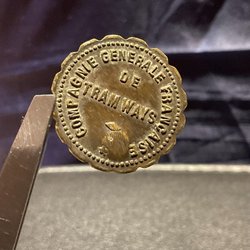 COMPAGNIE GENERALE FRANÇAISE
DE
TRAMWAYS